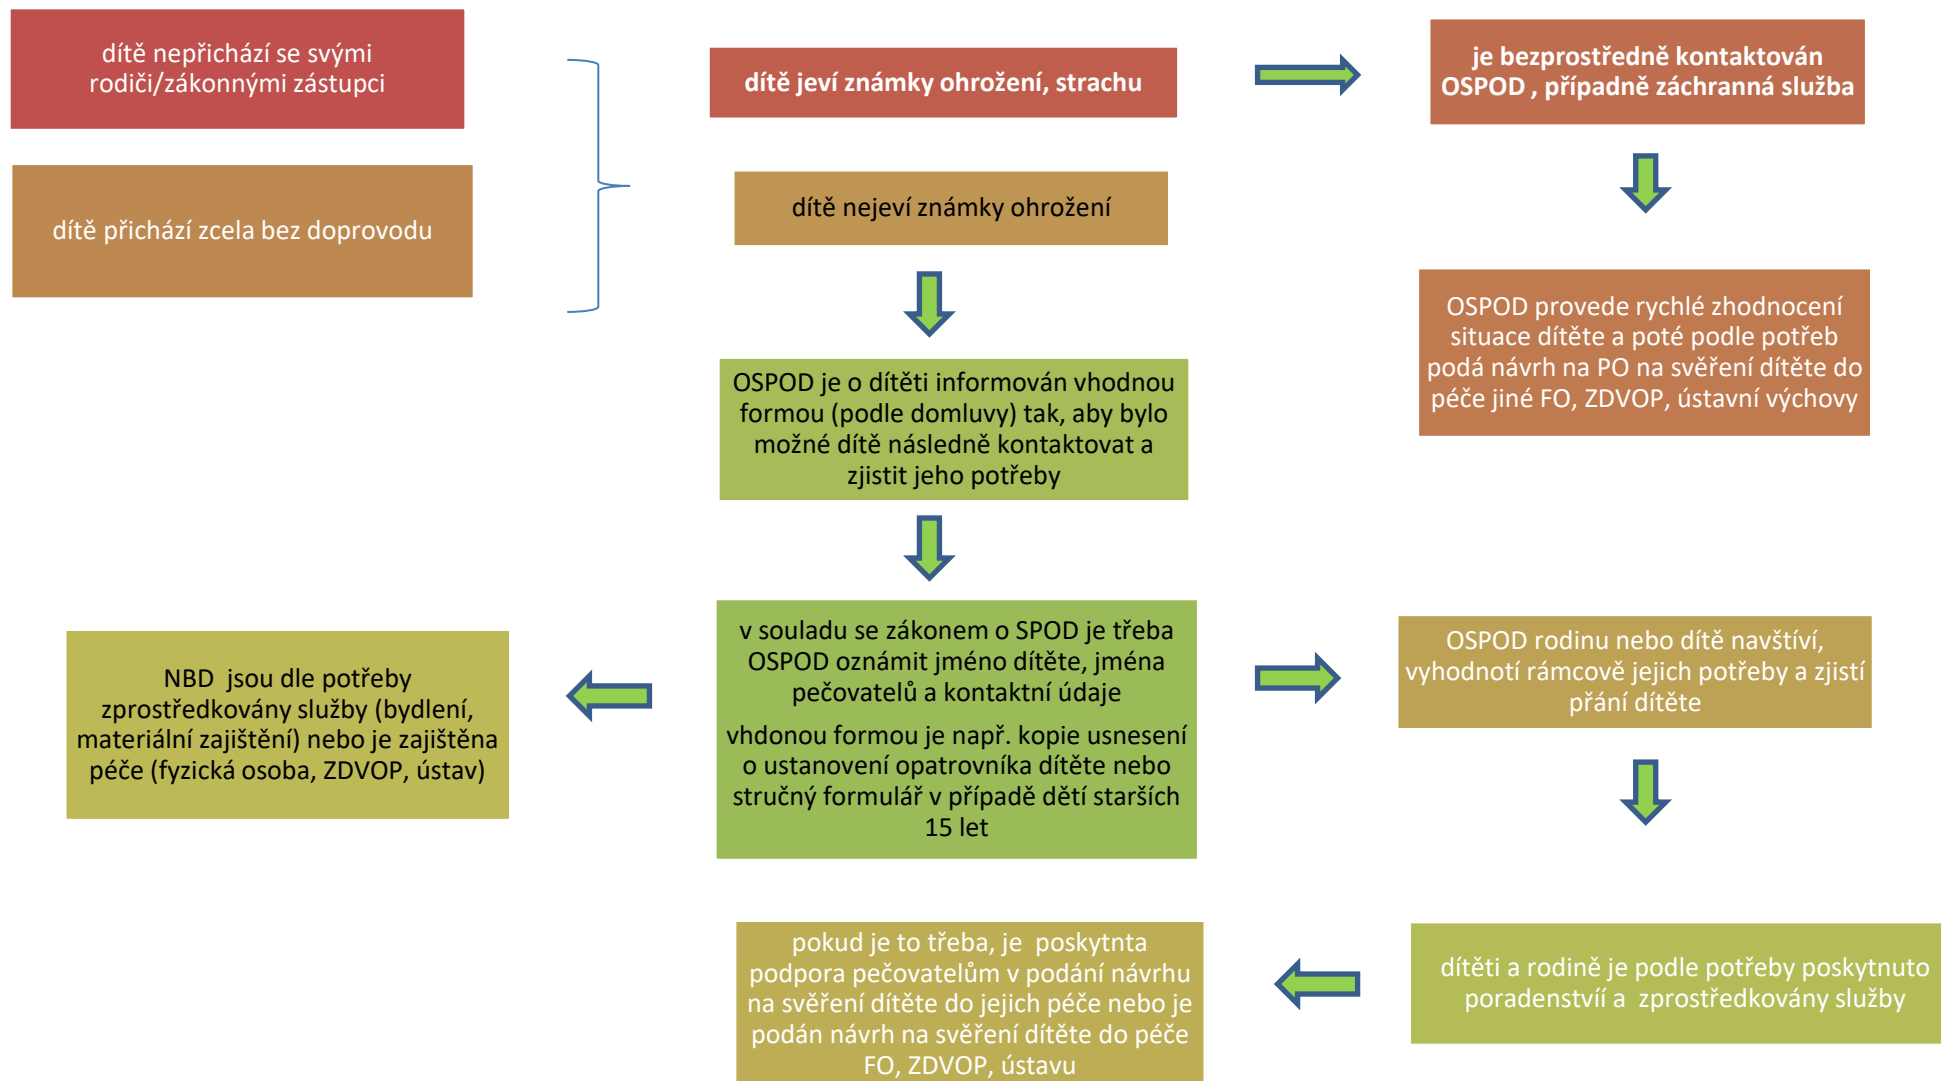 dítě nepřichází se svými
rodiči/zákonnými zástupci
dítě přichází zcela bez doprovodu
dítě jeví známky ohrožení, strachu
je bezprostředně kontaktován
OSPOD , případně záchranná služba
dítě nejeví známky ohrožení
OSPOD provede rychlé zhodnocení
situace dítěte a poté podle potřeb
podá návrh na PO na svěření dítěte do
péče jiné FO, ZDVOP, ústavní výchovy
OSPOD je o dítěti informován vhodnou
formou (podle domluvy) tak, aby bylo
možné dítě následně kontaktovat a
zjistit jeho potřeby
v souladu se zákonem o SPOD je třeba
OSPOD oznámit jméno dítěte, jména
pečovatelů a kontaktní údaje
vhdonou formou je např. kopie usnesení
o ustanovení opatrovníka dítěte nebo
stručný formulář v případě dětí starších
15 let
NBD  jsou dle potřeby
zprostředkovány služby (bydlení,
materiální zajištění) nebo je zajištěna
péče (fyzická osoba, ZDVOP, ústav)
OSPOD rodinu nebo dítě navštíví,
vyhodnotí rámcově jejich potřeby a zjistí
přání dítěte
dítěti a rodině je podle potřeby poskytnuto
poradenstvíí a  zprostředkovány služby
pokud je to třeba, je  poskytnta
podpora pečovatelům v podání návrhu
na svěření dítěte do jejich péče nebo je
podán návrh na svěření dítěte do péče
FO, ZDVOP, ústavu